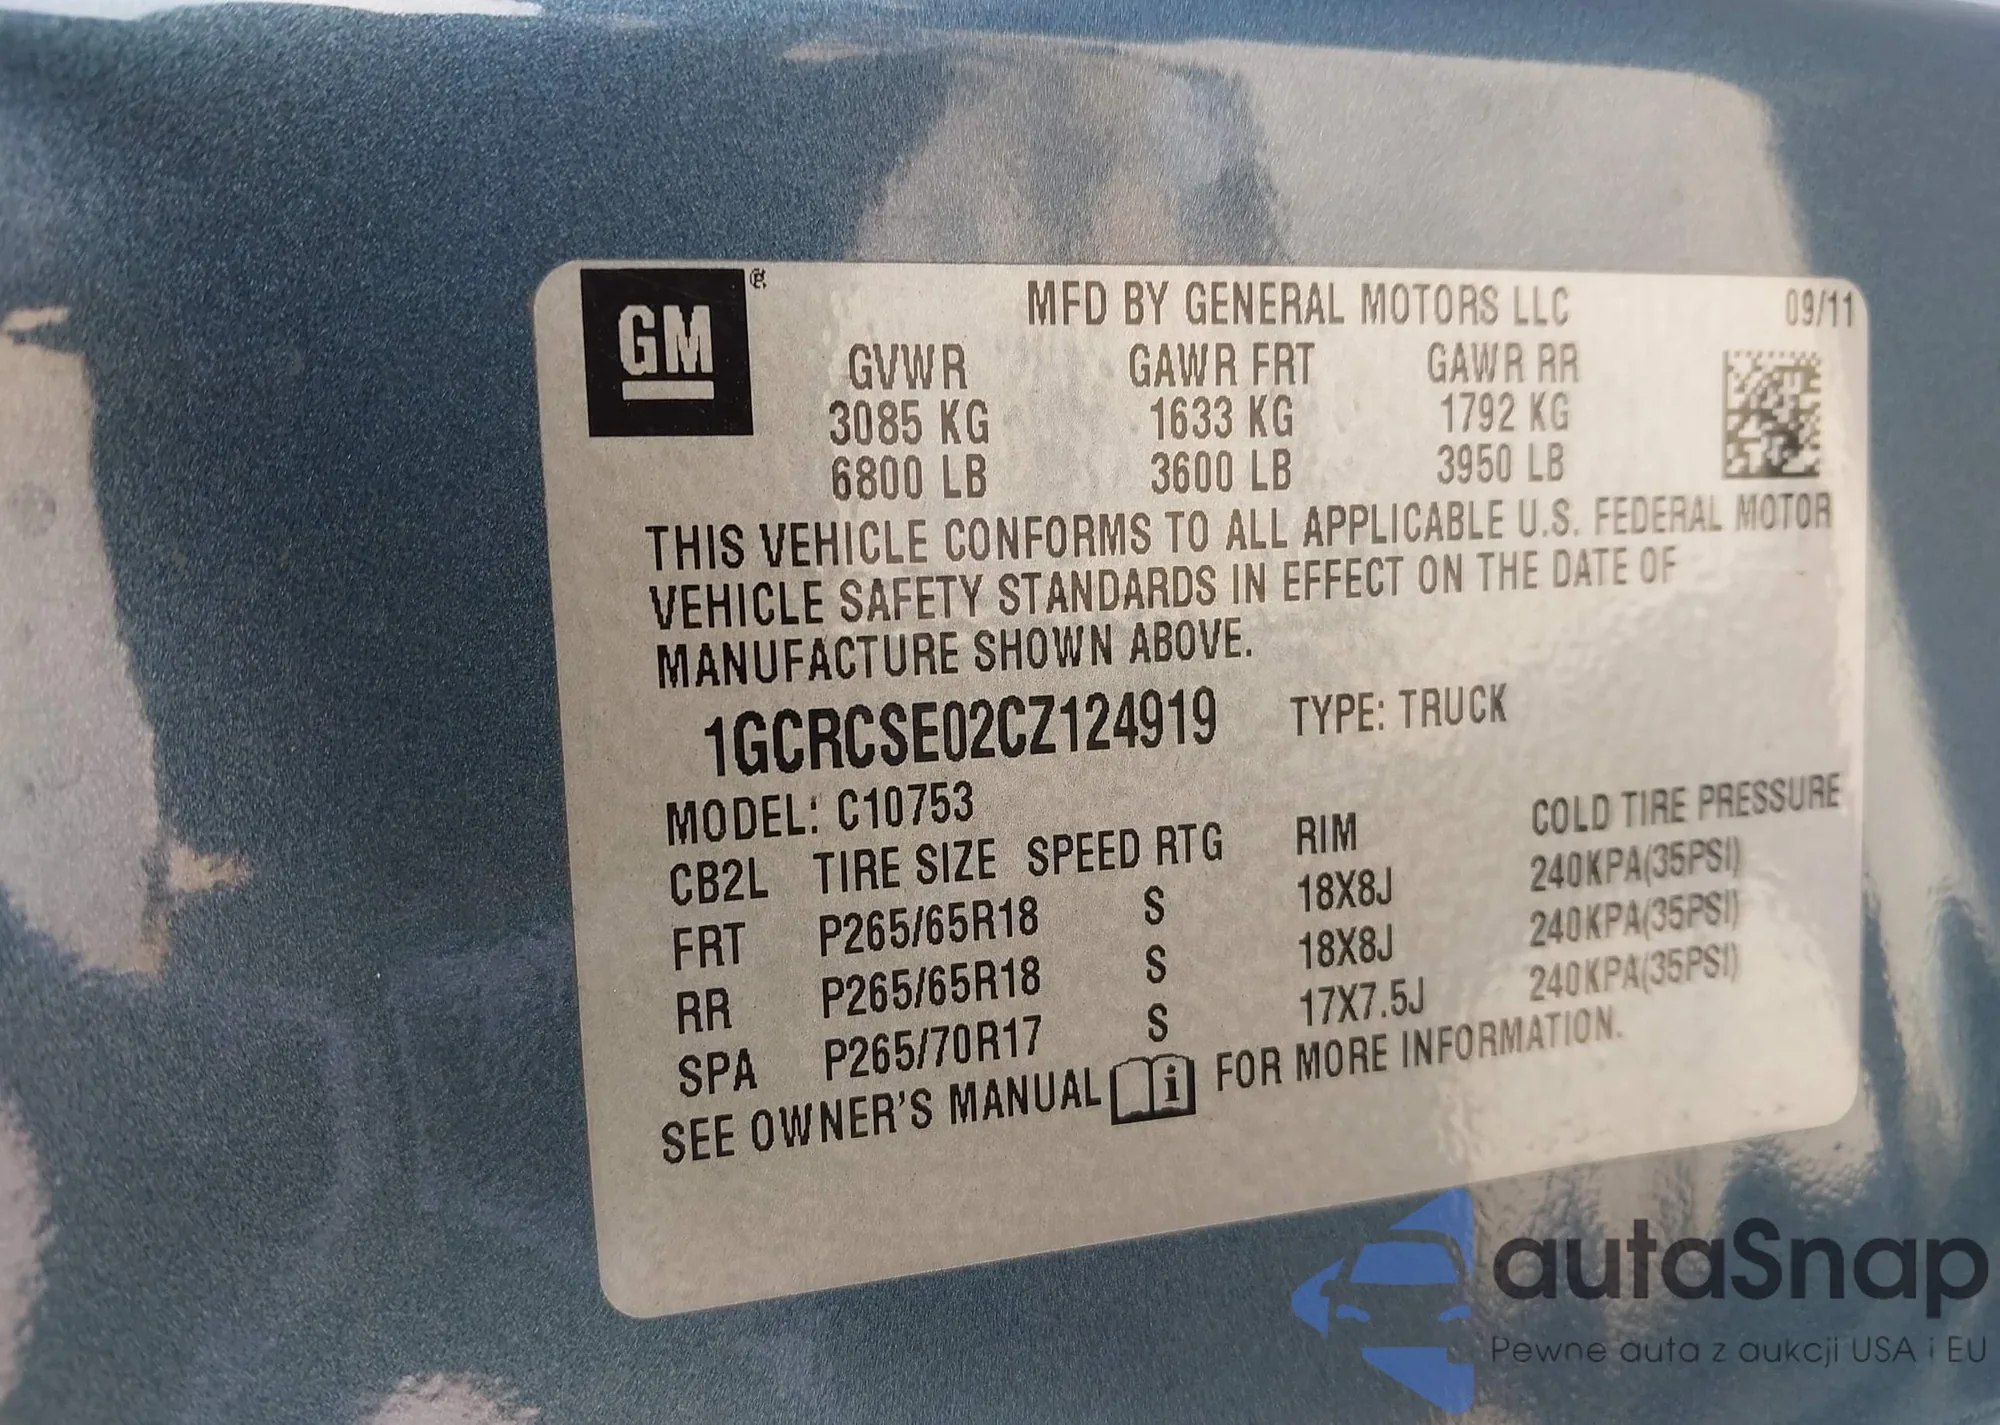 GM ®
MFD BY GENERAL MOTORS LLC 09/11
GVWR GAWR FRT GAWR RR
3085 KG 1633 KG 1792 KG
6800 LB 3600 LB 3950 LB
THIS VEHICLE CONFORMS TO ALL APPLICABLE U.S. FEDERAL MOTOR
VEHICLE SAFETY STANDARDS IN EFFECT ON THE DATE OF
MANUFACTURE SHOWN ABOVE.
1GCRCSE02CZ124919 TYPE: TRUCK
MODEL: C10753
CB2L TIRE SIZE SPEED RTG RIM COLD TIRE PRESSURE
FRT P265/65R18 S 18X8J 240KPA(35PSI)
RR P265/65R18 S 18X8J 240KPA(35PSI)
SPA P265/70R17 S 17X7.5J 240KPA(35PSI)
SEE OWNER'S MANUAL i FOR MORE INFORMATION.
autaSnap
Pewne auta z aukcji USA i EU